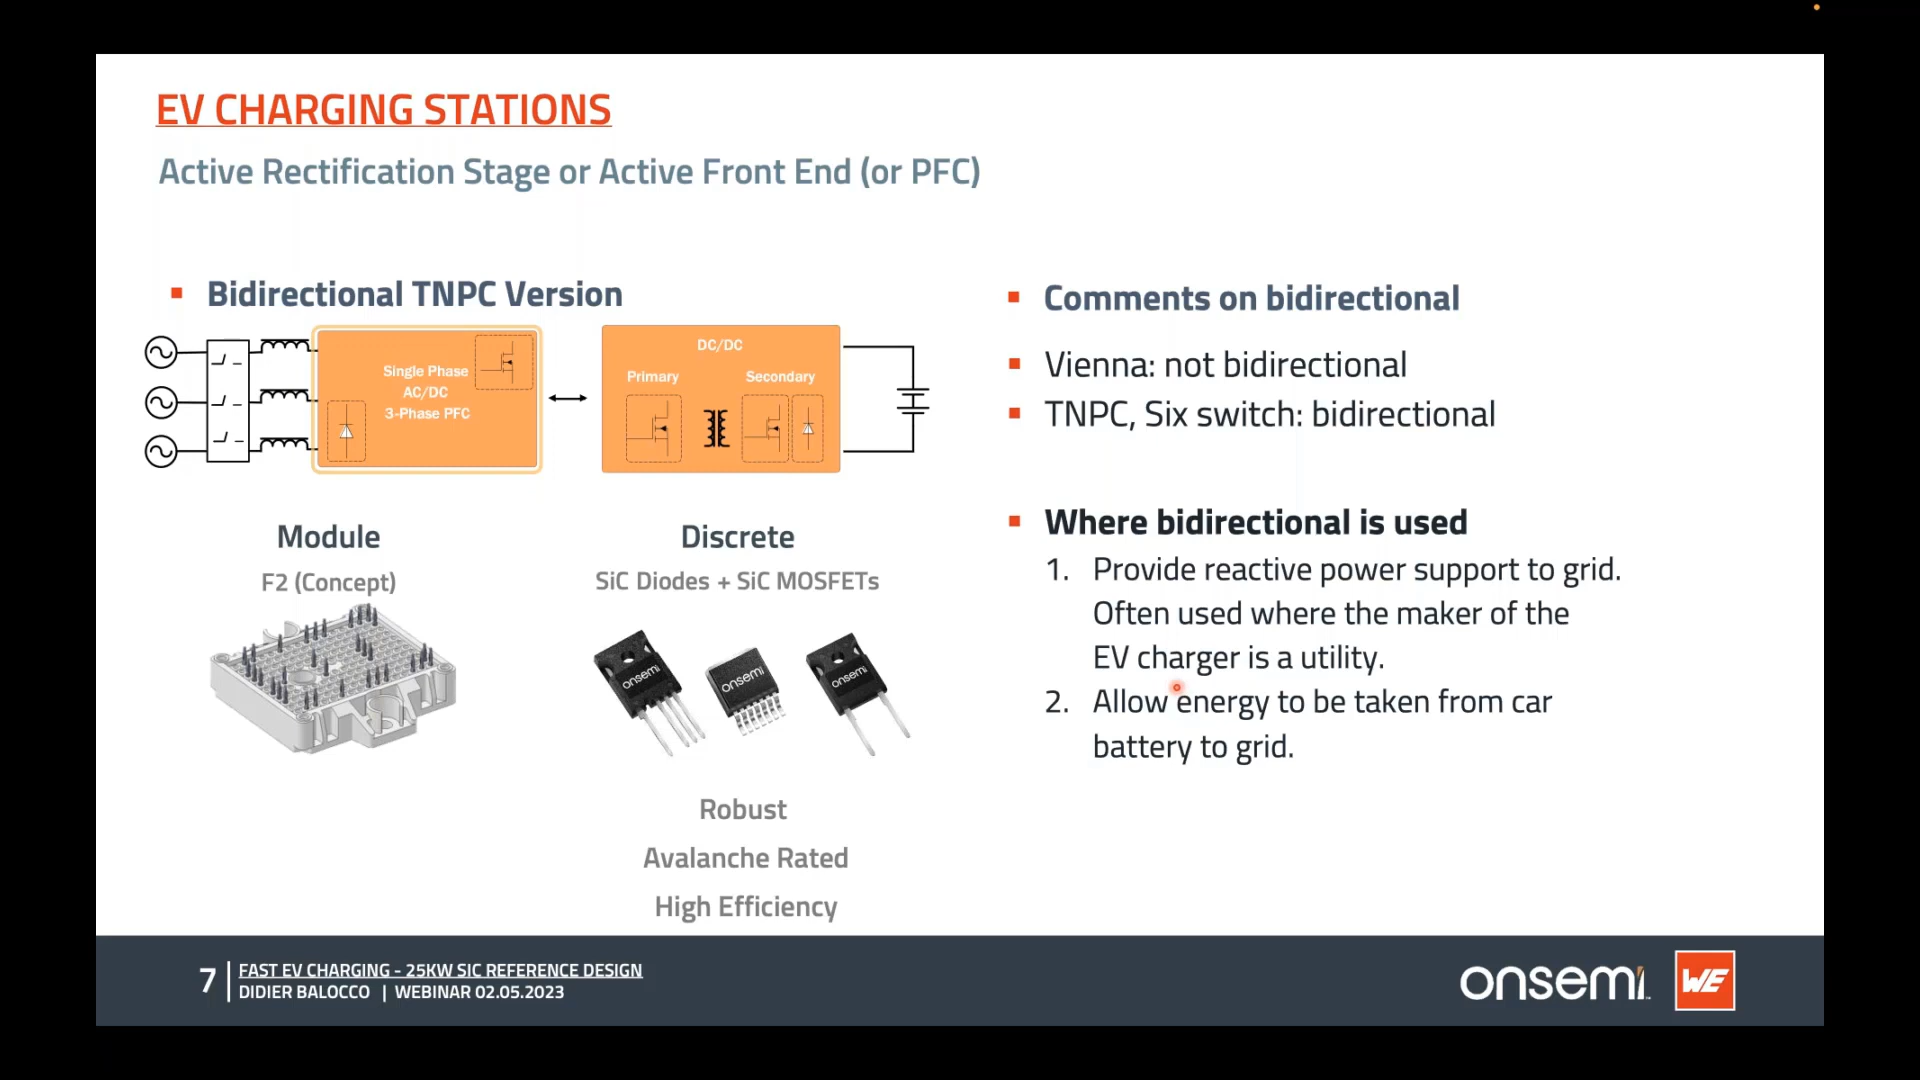 EV CHARGING STATIONS
Active Rectification Stage or Active Front End (or PFC)
Bidirectional TNPC Version
Single Phase
AC/DC
3-Phase PFC
DC/DC
Primary
Secondary
Module
F2 (Concept)
Discrete
SiC Diodes + SiC MOSFETs
onsemi
onsemi
onsemi
Robust
Avalanche Rated
High Efficiency
Comments on bidirectional
Vienna: not bidirectional
TNPC, Six switch: bidirectional
Where bidirectional is used
1. Provide reactive power support to grid.
Often used where the maker of the
EV charger is a utility.
2. Allow energy to be taken from car
battery to grid.
7
FAST EV CHARGING - 25KW SIC REFERENCE DESIGN
DIDIER BALOCCO | WEBINAR 02.05.2023
onsemi
WE